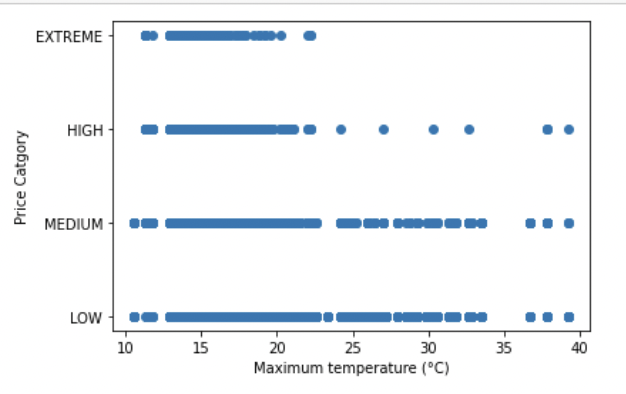 EXTREME
HIGH
MEDIUM
LOW
Price Catgory
10 15 20 25 30 35 40
Maximum temperature (°C)